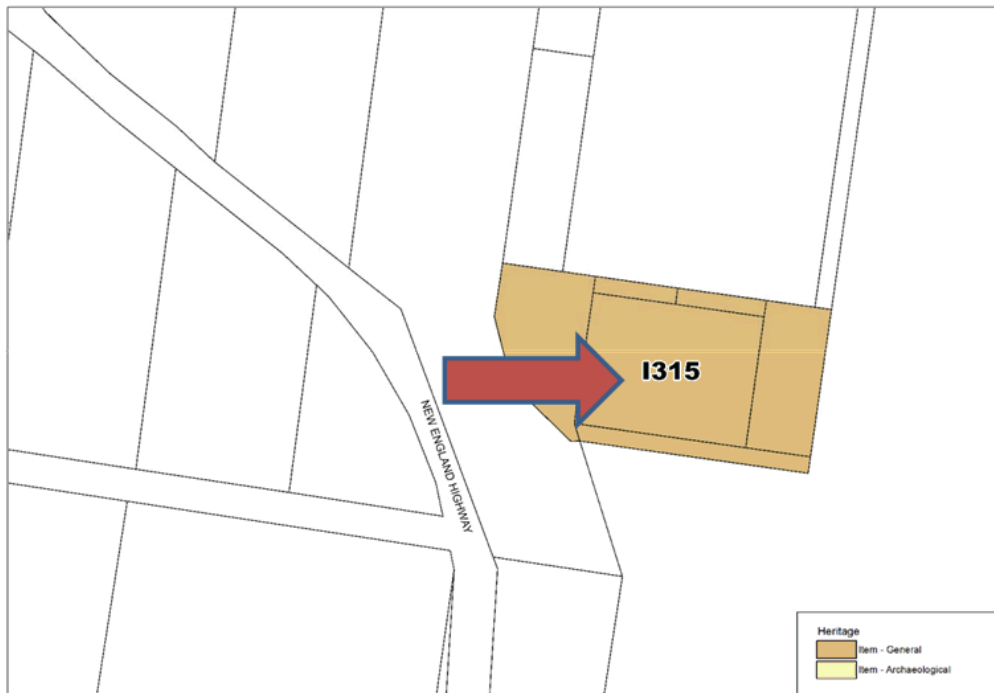 I315
NEW ENGLAND HIGHWAY
Heritage
Item - General
Item - Archaeological